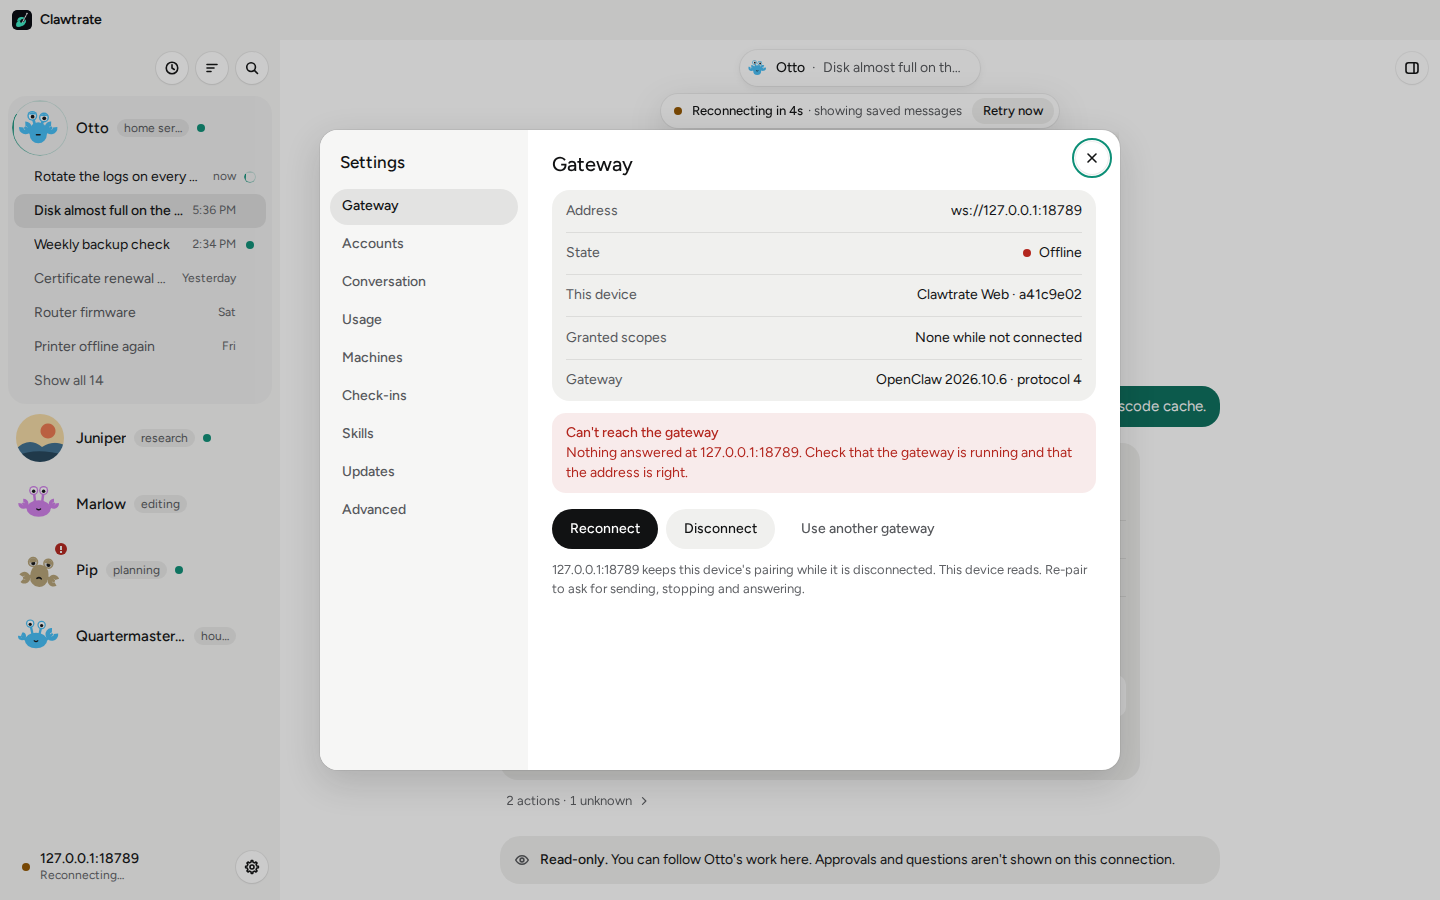 Clawtrate
Otto · Disk almost full on th...
Reconnecting in 4s · showing saved messages Retry now
Otto home ser...
Rotate the logs on every ... now
Disk almost full on the ... 5:36 PM
Weekly backup check 2:34 PM
Certificate renewal ... Yesterday
Router firmware Sat
Printer offline again Fri
Show all 14
Juniper research
Marlow editing
Pip planning
Quartermaster... hou...
127.0.0.1:18789
Reconnecting...
Settings
Gateway
Accounts
Conversation
Usage
Machines
Check-ins
Skills
Updates
Advanced
Gateway
Address ws://127.0.0.1:18789
State Offline
This device Clawtrate Web · a41c9e02
Granted scopes None while not connected
Gateway OpenClaw 2026.10.6 · protocol 4
Can't reach the gateway
Nothing answered at 127.0.0.1:18789. Check that the gateway is running and that
the address is right.
Reconnect Disconnect Use another gateway
127.0.0.1:18789 keeps this device's pairing while it is disconnected. This device reads. Re-pair
to ask for sending, stopping and answering.
scode cache.
2 actions · 1 unknown
Read-only. You can follow Otto's work here. Approvals and questions aren't shown on this connection.